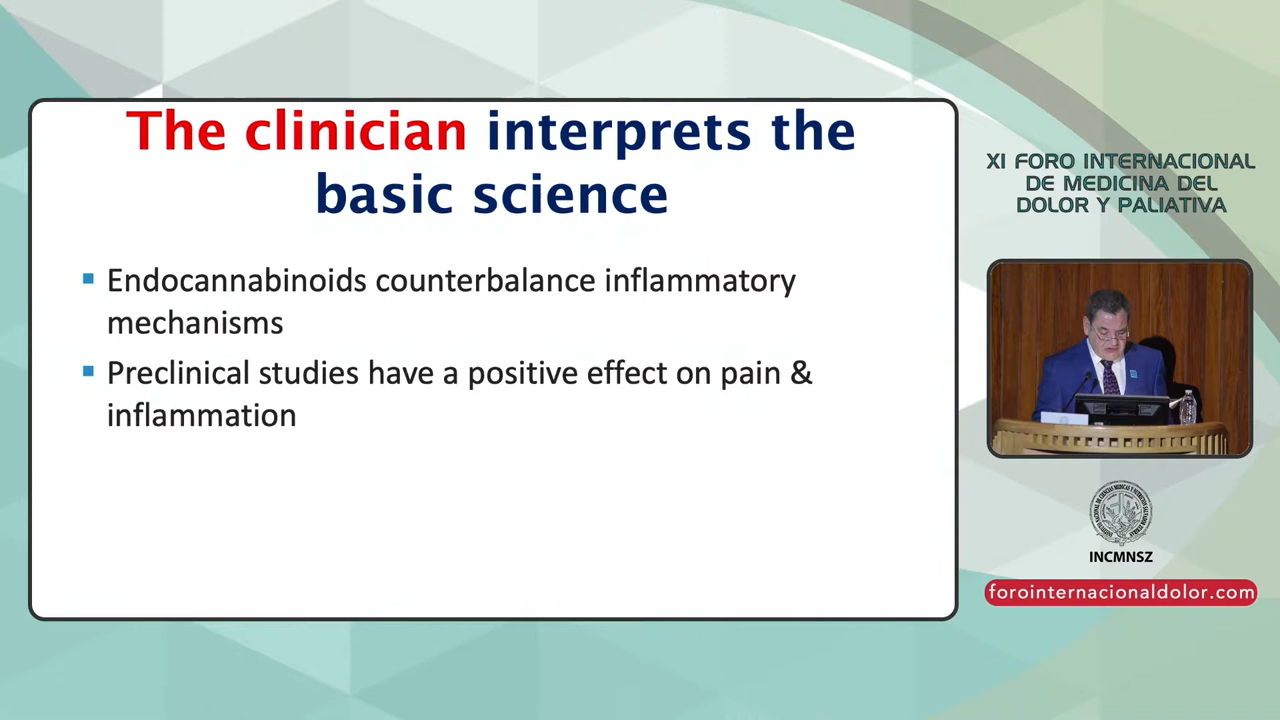 The clinician interprets the
basic science
▪ Endocannabinoids counterbalance inflammatory
mechanisms
▪ Preclinical studies have a positive effect on pain &
inflammation
XI FORO INTERNACIONAL
DE MEDICINA DEL
DOLOR Y PALIATIVA
INCMNSZ
forointernacionaldolor.com